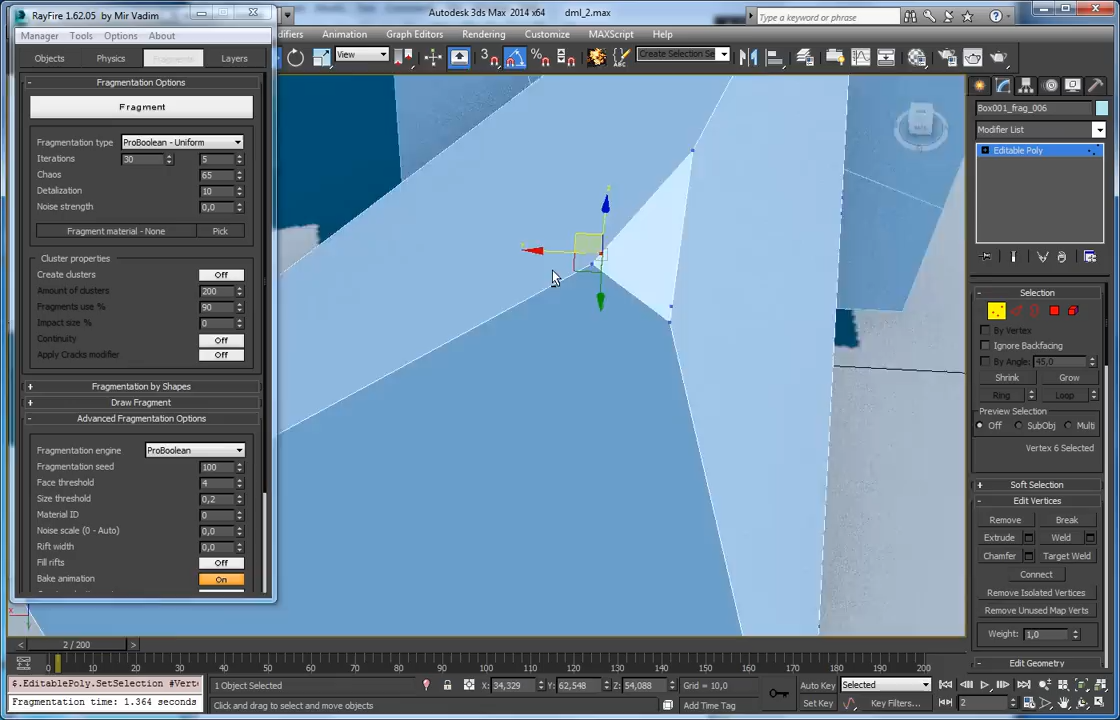 RayFire 1.62.05 by Mir Vadim
Autodesk 3ds Max 2014 x64 dml_2.max
Type a keyword or phrase
Manager Tools Options About
ifiers Animation Graph Editors Rendering Customize MAXScript Help
View
Create Selection Se
Objects Physics Fragments Layers
Fragmentation Options
Fragment
Fragmentation type ProBoolean - Uniform
Iterations 30 5
Chaos 65
Detalization 10
Noise strength 0,0
Fragment material - None Pick
Cluster properties
Create clusters Off
Amount of clusters 200
Fragments use % 90
Impact size % 0
Continuity Off
Apply Cracks modifier Off
Fragmentation by Shapes
Draw Fragment
Advanced Fragmentation Options
Fragmentation engine ProBoolean
Fragmentation seed 100
Face threshold 4
Size threshold 0,2
Material ID 0
Noise scale (0 - Auto) 0,0
Rift width 0,0
Fill rifts Off
Bake animation On
z
x
Box001_frag_006
Modifier List
Editable Poly
Selection
By Vertex
Ignore Backfacing
By Angle: 45,0
Shrink Grow
Ring Loop
Preview Selection
Off SubObj Multi
Vertex 6 Selected
Soft Selection
Edit Vertices
Remove Break
Extrude Weld
Chamfer Target Weld
Connect
Remove Isolated Vertices
Remove Unused Map Verts
Weight: 1,0
Edit Geometry
2 / 200
0 10 20 30 40 50 60 70 80 90 100 110 120 130 140 150 160 170 180 190 200
$.EditablePoly.SetSelection #Vert
Fragmentation time: 1.364 seconds
1 Object Selected
X: 34,329 Y: 62,548 Z: 54,088 Grid = 10,0
Click and drag to select and move objects
Add Time Tag
Auto Key Selected
Set Key Key Filters...
2